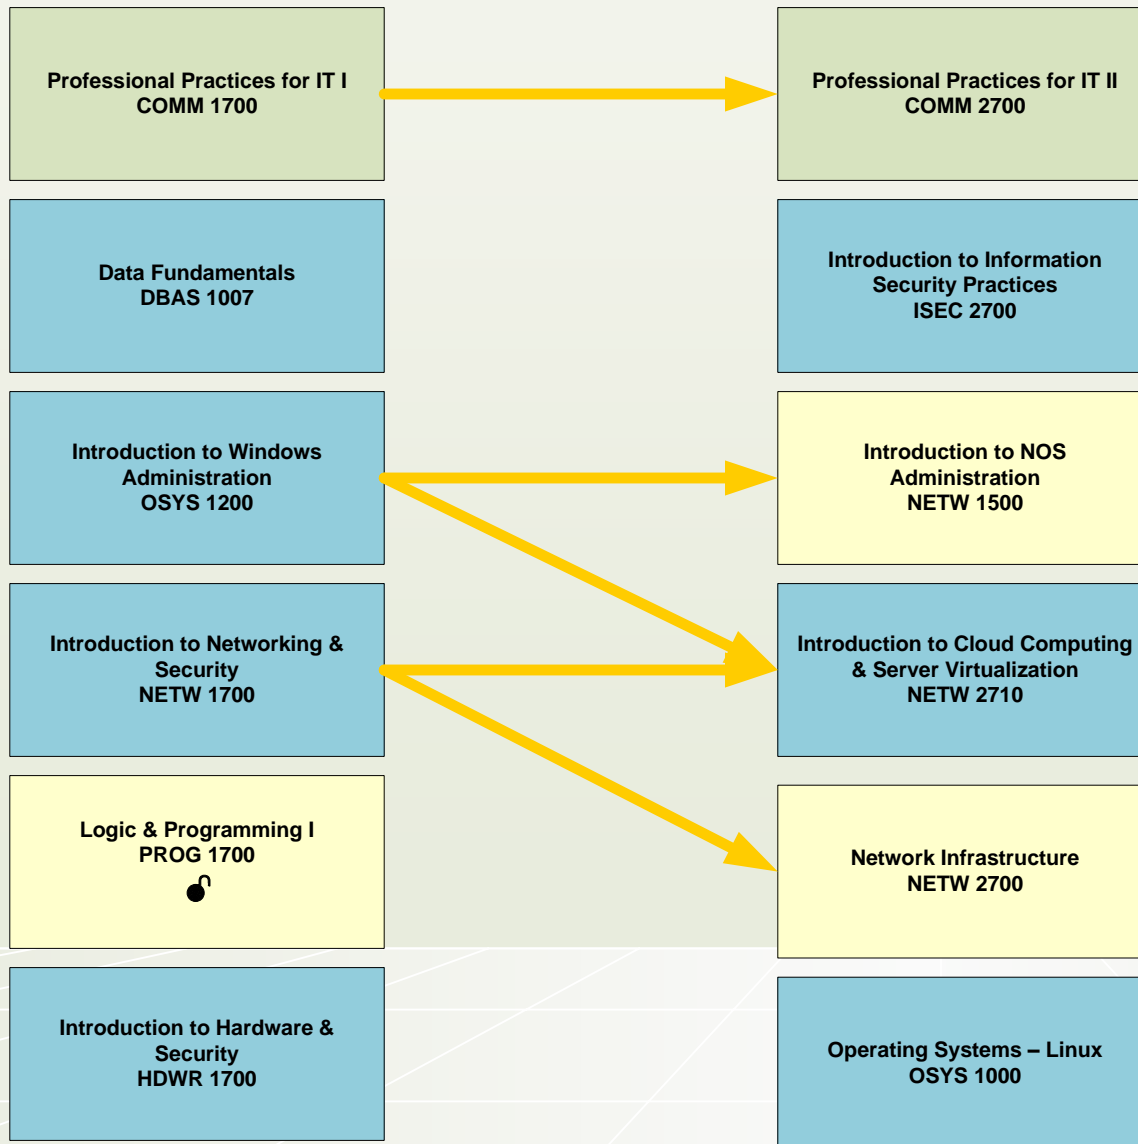 Professional Practices for IT I
COMM 1700
Professional Practices for IT II
COMM 2700
Data Fundamentals
DBAS 1007
Introduction to Information
Security Practices
ISEC 2700
Introduction to Windows
Administration
OSYS 1200
Introduction to NOS
Administration
NETW 1500
Introduction to Networking &
Security
NETW 1700
Introduction to Cloud Computing
& Server Virtualization
NETW 2710
Logic & Programming I
PROG 1700
Network Infrastructure
NETW 2700
Introduction to Hardware &
Security
HDWR 1700
Operating Systems – Linux
OSYS 1000